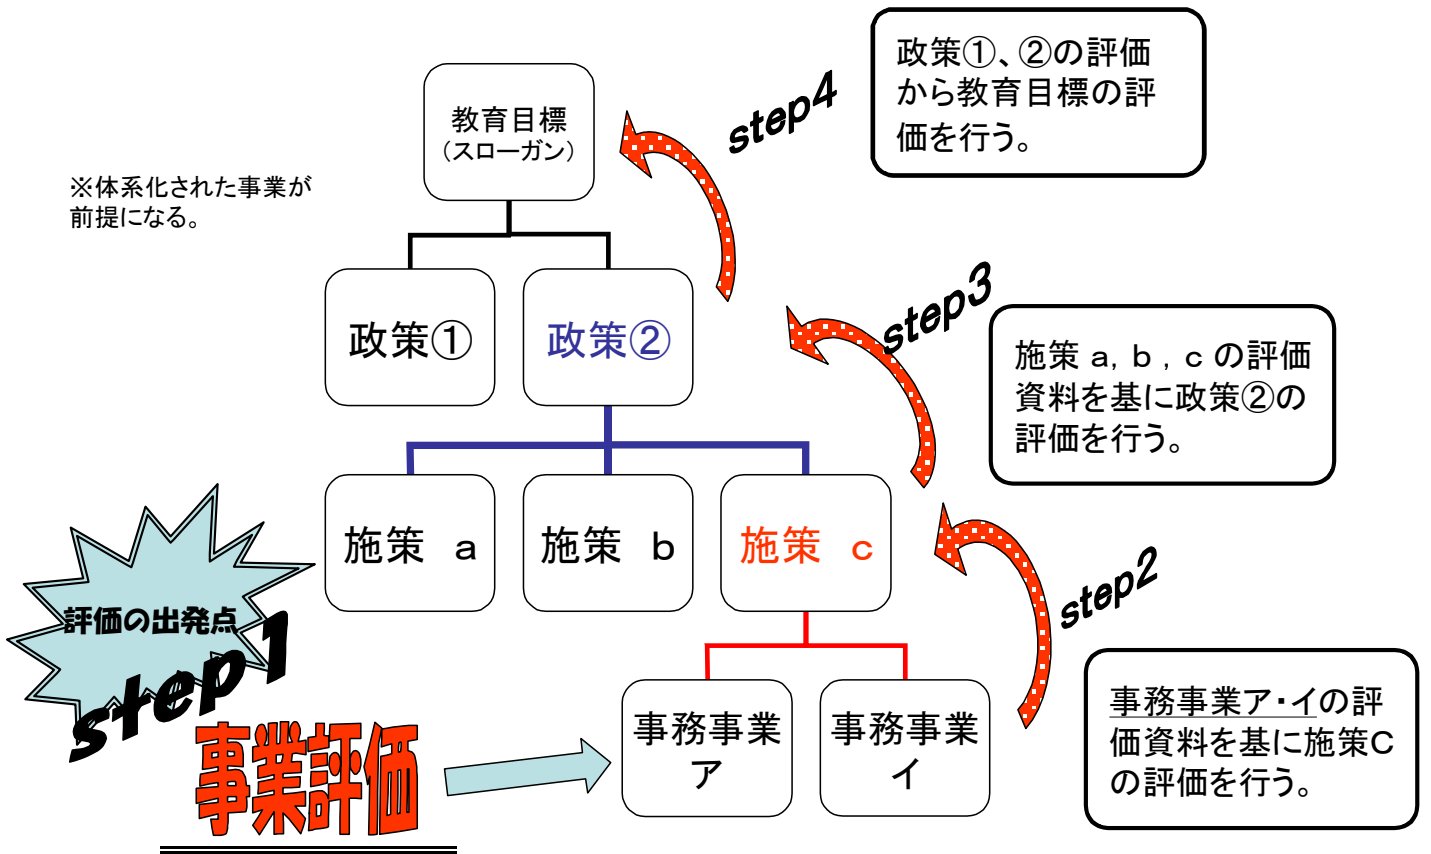 政策①、②の評価
から教育目標の評
価を行う。
step4
教育目標
(スローガン)
※体系化された事業が
前提になる。
step3
政策①
政策②
施策 a, b , c の評価
資料を基に政策②の
評価を行う。
施策 a
施策 b
施策 c
step2
評価の出発点
step1
事業評価
事務事業
ア
事務事業
イ
事務事業ア・イの評
価資料を基に施策C
の評価を行う。